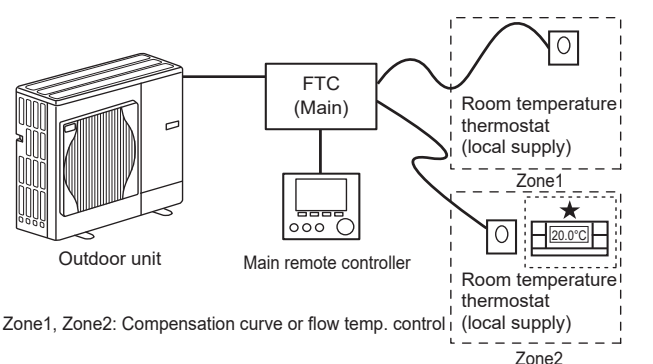 FTC
(Main)
Room temperature
thermostat
(local supply)
Zone1
★
20.0°C
Outdoor unit
Main remote controller
Room temperature
thermostat
(local supply)
Zone1, Zone2: Compensation curve or flow temp. control
Zone2